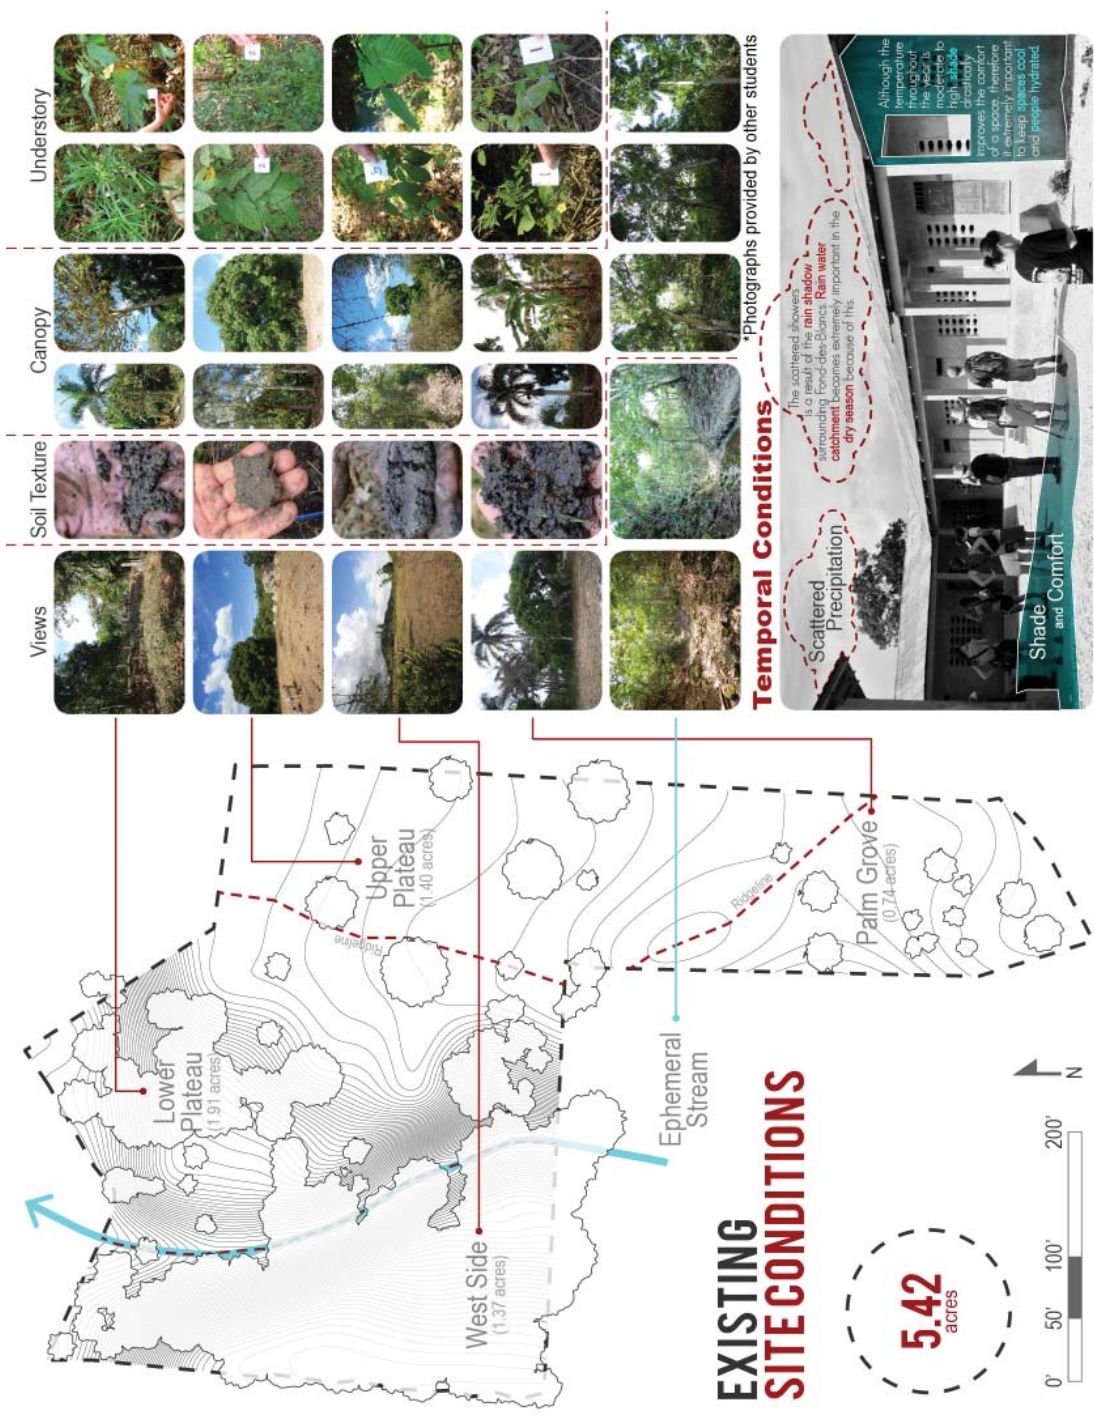 EXISTING
SITE CONDITIONS
5.42
acres
0'
50'
100'
200'
N
West Side
(1.37 acres)
Lower
Plateau
(1.91 acres)
Ephemeral
Stream
Upper
Plateau
(1.40 acres)
Ridgeline
Ridgeline
Palm Grove
(0.74 acres)
Views
Soil Texture
Canopy
Understory
*Photographs provided by other students
Temporal Conditions
Scattered
Precipitation
The scattered showers
is a result of the rain shadow
surrounding Fond-des-Blancs. Rain water
catchment becomes extremely important in the
dry season because of this.
Shade
and Comfort
Although the
temperature
throughout
the year is
moderate to
high shade
drastically
improves the comfort
of a space, therefore
it extremely important
to keep spaces cool
and people hydrated.